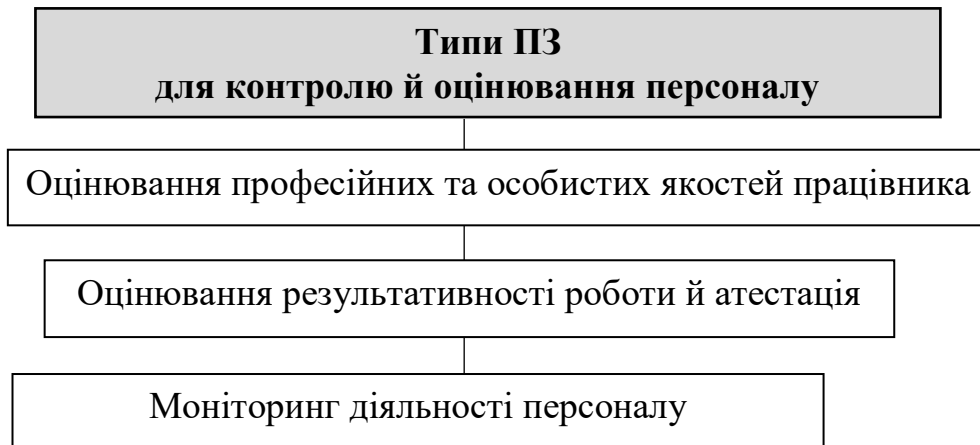 Типи ПЗ
для контролю й оцінювання персоналу
Оцінювання професійних та особистих якостей працівника
Оцінювання результативності роботи й атестація
Моніторинг діяльності персоналу